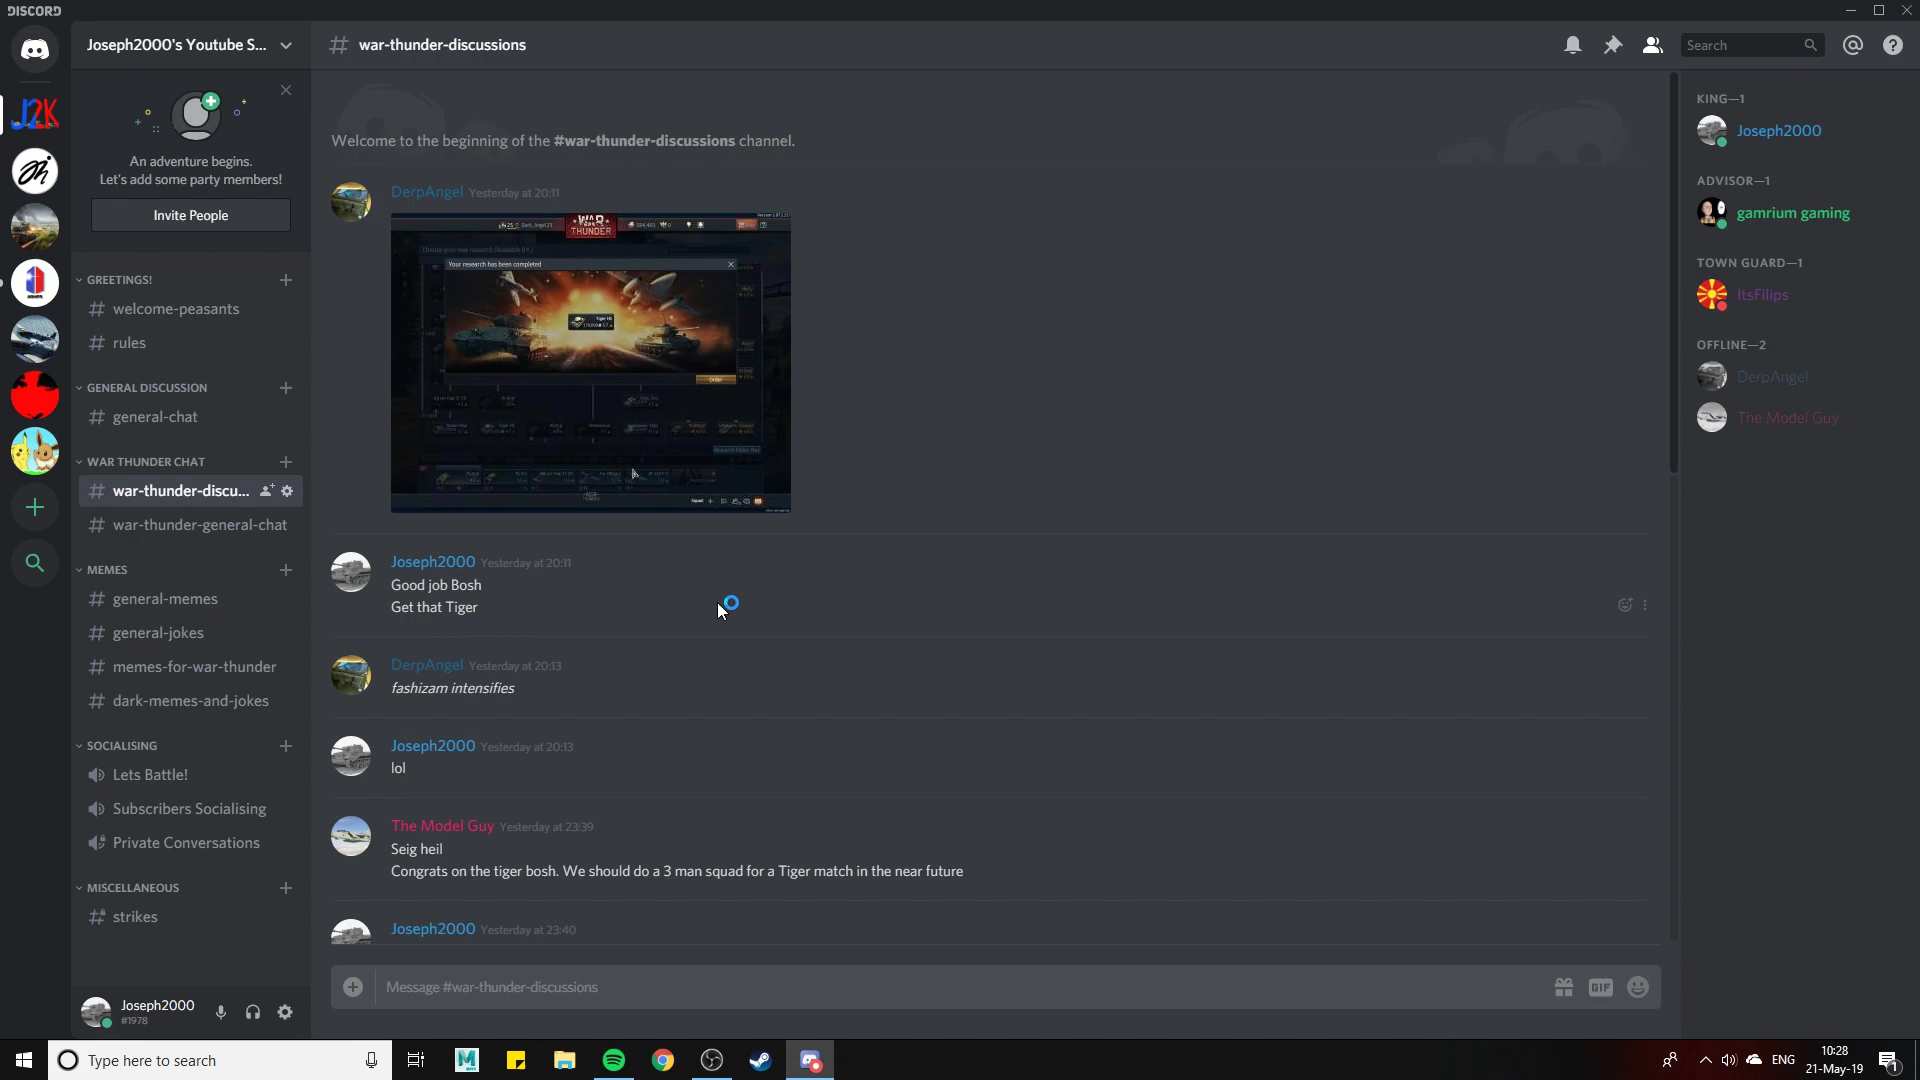 DISCORD
Joseph2000's Youtube S...
war-thunder-discussions
Search
J2K
An adventure begins.
Let's add some party members!
Invite People
GREETINGS!
welcome-peasants
rules
GENERAL DISCUSSION
general-chat
WAR THUNDER CHAT
war-thunder-discu...
war-thunder-general-chat
MEMES
general-memes
general-jokes
memes-for-war-thunder
dark-memes-and-jokes
SOCIALISING
Lets Battle!
Subscribers Socialising
Private Conversations
MISCELLANEOUS
strikes
Joseph2000
#1978
Welcome to the beginning of the #war-thunder-discussions channel.
DerpAngel Yesterday at 20:11
WAR THUNDER
Your research has been completed
Order
Joseph2000 Yesterday at 20:11
Good job Bosh
Get that Tiger
DerpAngel Yesterday at 20:13
fashizam intensifies
Joseph2000 Yesterday at 20:13
lol
The Model Guy Yesterday at 23:39
Seig heil
Congrats on the tiger bosh. We should do a 3 man squad for a Tiger match in the near future
Joseph2000 Yesterday at 23:40
Message #war-thunder-discussions
GIF
KING—1
Joseph2000
ADVISOR—1
gamrium gaming
TOWN GUARD—1
ItsFilips
OFFLINE—2
DerpAngel
The Model Guy
Type here to search
ENG
10:28
21-May-19
1